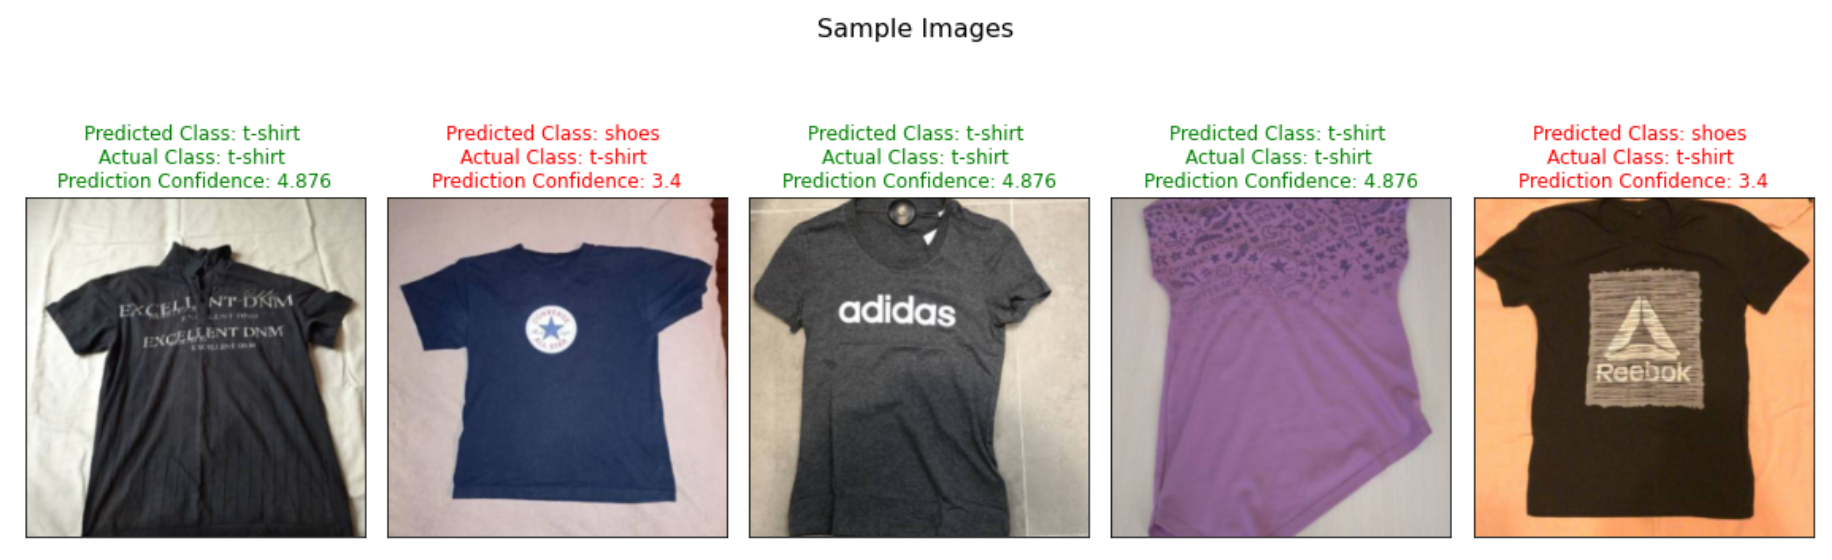 Sample Images
Predicted Class: t-shirt
Actual Class: t-shirt
Prediction Confidence: 4.876
Predicted Class: shoes
Actual Class: t-shirt
Prediction Confidence: 3.4
Predicted Class: t-shirt
Actual Class: t-shirt
Prediction Confidence: 4.876
Predicted Class: t-shirt
Actual Class: t-shirt
Prediction Confidence: 4.876
Predicted Class: shoes
Actual Class: t-shirt
Prediction Confidence: 3.4
EXCELLENT DNM
EXCELLENT DNM
EXCELLENT DNM
CONVERSE
ALL STAR
adidas
Reebok